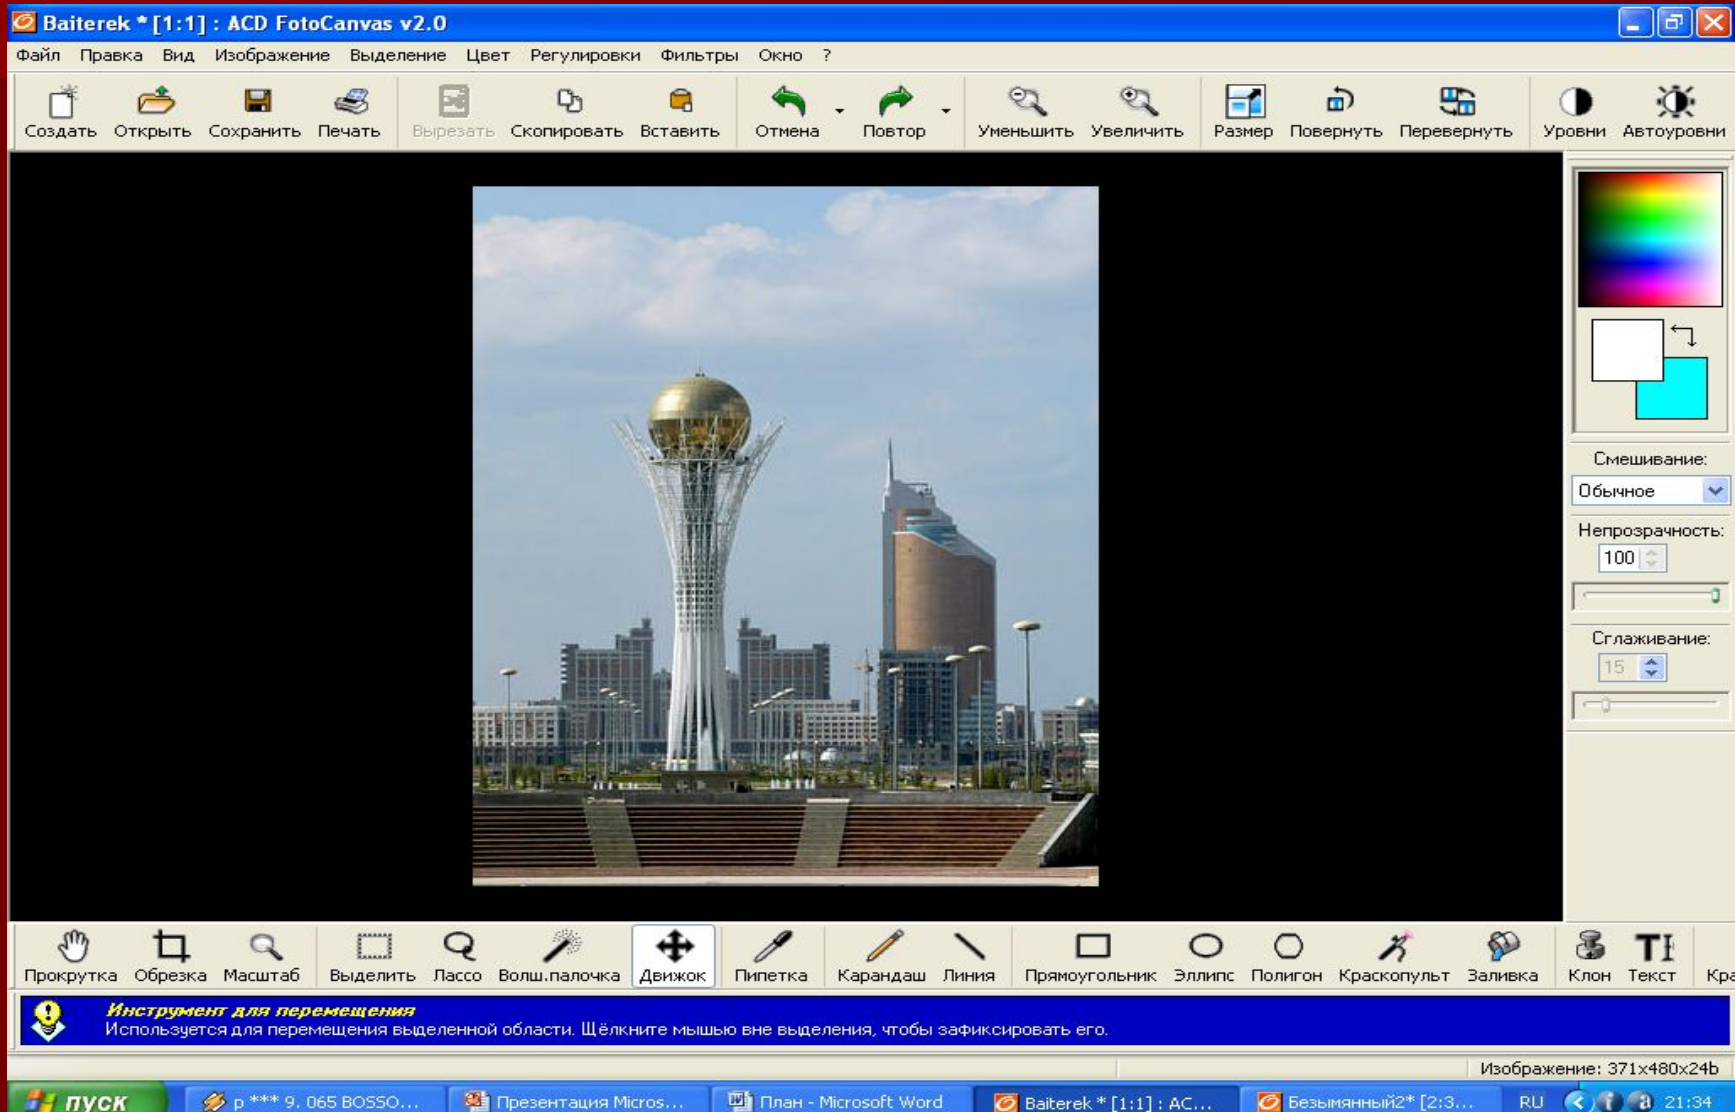 Baiterek * [1:1] : ACD FotoCanvas v2.0
Файл Правка Вид Изображение Выделение Цвет Регулировки Фильтры Окно ?
Создать Открыть Сохранить Печать Вырезать Скопировать Вставить Отмена Повтор Уменьшить Увеличить Размер Повернуть Перевернуть Уровни Автоуровни
Смешивание:
Обычное
Непрозрачность:
100
Сглаживание:
15
Прокрутка Обрезка Масштаб Выделить Лассо Волш.палочка Движок Пипетка Карандаш Линия Прямоугольник Эллипс Полигон Краскопульт Заливка Клон Текст Кра
Инструмент для перемещения
Используется для перемещения выделенной области. Щёлкните мышью вне выделения, чтобы зафиксировать его.
Изображение: 371x480x24b
пуск р *** 9. 065 BOSSO... Презентация Micros... План - Microsoft Word Baiterek * [1:1] : AC... Безымянный2* [2:3... RU 21:34